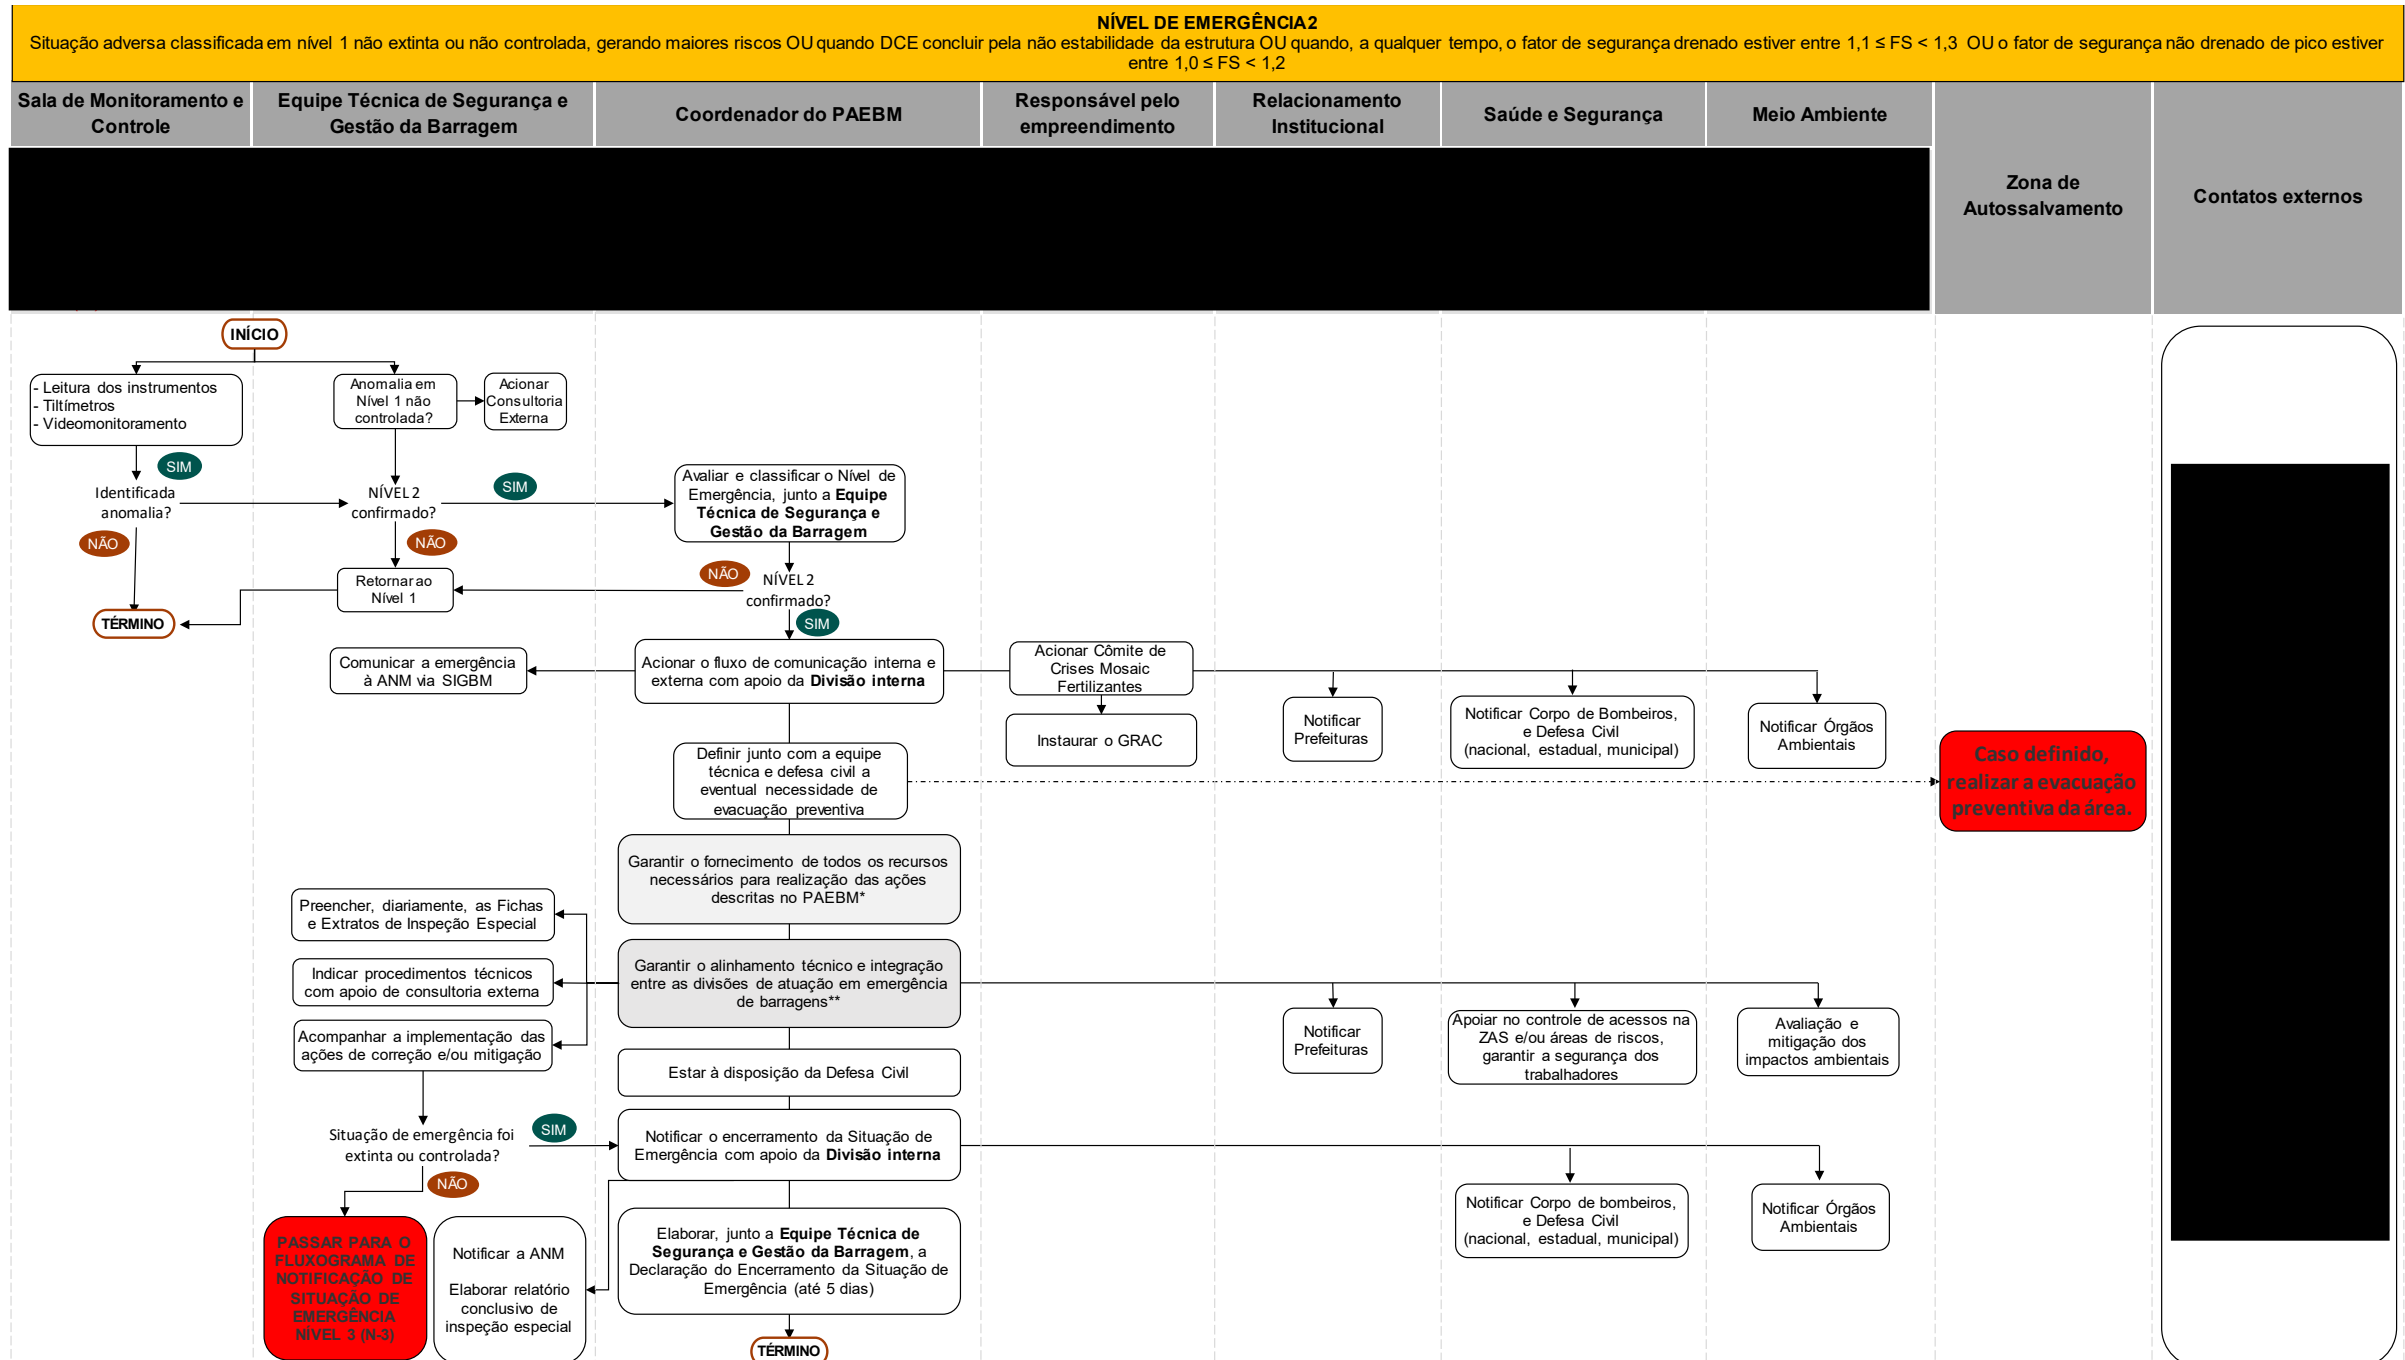 NÍVEL DE EMERGÊNCIA 2
Situação adversa classificada em nível 1 não extinta ou não controlada, gerando maiores riscos OU quando DCE concluir pela não estabilidade da estrutura OU quando, a qualquer tempo, o fator de segurança drenado estiver entre 1,1 ≤ FS < 1,3 OU o fator de segurança não drenado de pico estiver
entre 1,0 ≤ FS < 1,2
Sala de Monitoramento e
Controle
Equipe Técnica de Segurança e
Gestão da Barragem
Coordenador do PAEBM
Responsável pelo
empreendimento
Relacionamento
Institucional
Saúde e Segurança
Meio Ambiente
Zona de
Autossalvamento
Contatos externos
INÍCIO
- Leitura dos instrumentos
- Tiltímetros
- Videomonitoramento
Anomalia em
Nível 1 não
controlada?
Acionar
Consultoria
Externa
SIM
Identificada
anomalia?
NÃO
NÍVEL 2
confirmado?
SIM
NÃO
Avaliar e classificar o Nível de
Emergência, junto a Equipe
Técnica de Segurança e
Gestão da Barragem
Retornar ao
Nível 1
NÃO
NÍVEL 2
confirmado?
SIM
TÉRMINO
Comunicar a emergência
à ANM via SIGBM
Acionar o fluxo de comunicação interna e
externa com apoio da Divisão interna
Acionar Cômite de
Crises Mosaic
Fertilizantes
Instaurar o GRAC
Notificar
Prefeituras
Notificar Corpo de Bombeiros,
e Defesa Civil
(nacional, estadual, municipal)
Notificar Órgãos
Ambientais
Definir junto com a equipe
técnica e defesa civil a
eventual necessidade de
evacuação preventiva
Caso definido,
realizar a evacuação
preventiva da área.
Garantir o fornecimento de todos os recursos
necessários para realização das ações
descritas no PAEBM*
Preencher, diariamente, as Fichas
e Extratos de Inspeção Especial
Indicar procedimentos técnicos
com apoio de consultoria externa
Acompanhar a implementação das
ações de correção e/ou mitigação
Garantir o alinhamento técnico e integração
entre as divisões de atuação em emergência
de barragens**
Notificar
Prefeituras
Apoiar no controle de acessos na
ZAS e/ou áreas de riscos,
garantir a segurança dos
trabalhadores
Avaliação e
mitigação dos
impactos ambientais
Estar à disposição da Defesa Civil
Situação de emergência foi
extinta ou controlada?
SIM
NÃO
Notificar o encerramento da Situação de
Emergência com apoio da Divisão interna
Notificar Corpo de bombeiros,
e Defesa Civil
(nacional, estadual, municipal)
Notificar Órgãos
Ambientais
PASSAR PARA O
FLUXOGRAMA DE
NOTIFICAÇÃO DE
SITUAÇÃO DE
EMERGÊNCIA
NÍVEL 3 (N-3)
Notificar a ANM
Elaborar relatório
conclusivo de
inspeção especial
Elaborar, junto a Equipe Técnica de
Segurança e Gestão da Barragem, a
Declaração do Encerramento da Situação de
Emergência (até 5 dias)
TÉRMINO